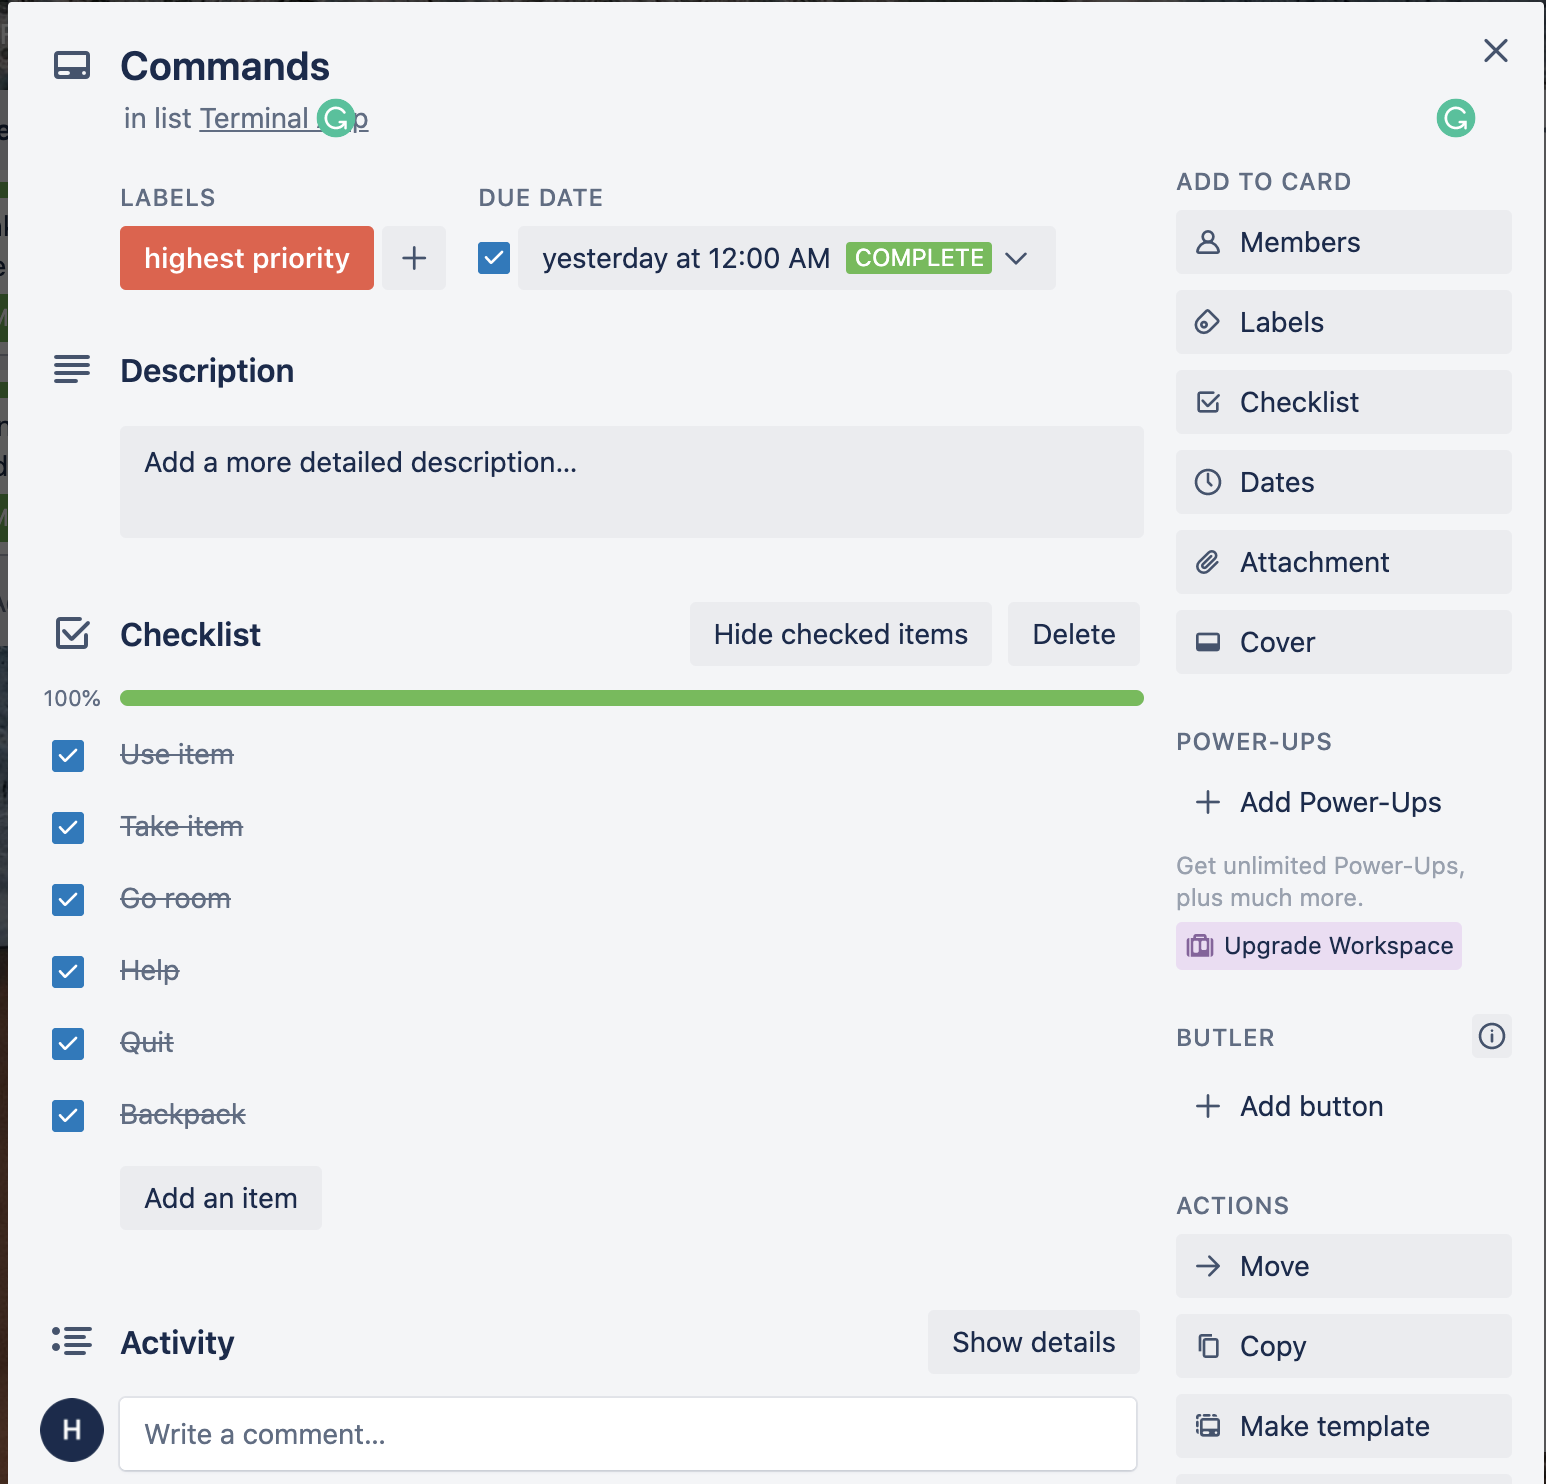 Commands
in list Terminal
LABELS
DUE DATE
highest priority
yesterday at 12:00 AM COMPLETE
Description
Add a more detailed description...
Checklist
Hide checked items
Delete
100%
Use item
Take item
Go room
Help
Quit
Backpack
Add an item
Activity
Show details
H
Write a comment...
ADD TO CARD
Members
Labels
Checklist
Dates
Attachment
Cover
POWER-UPS
Add Power-Ups
Get unlimited Power-Ups,
plus much more.
Upgrade Workspace
BUTLER
Add button
ACTIONS
Move
Copy
Make template